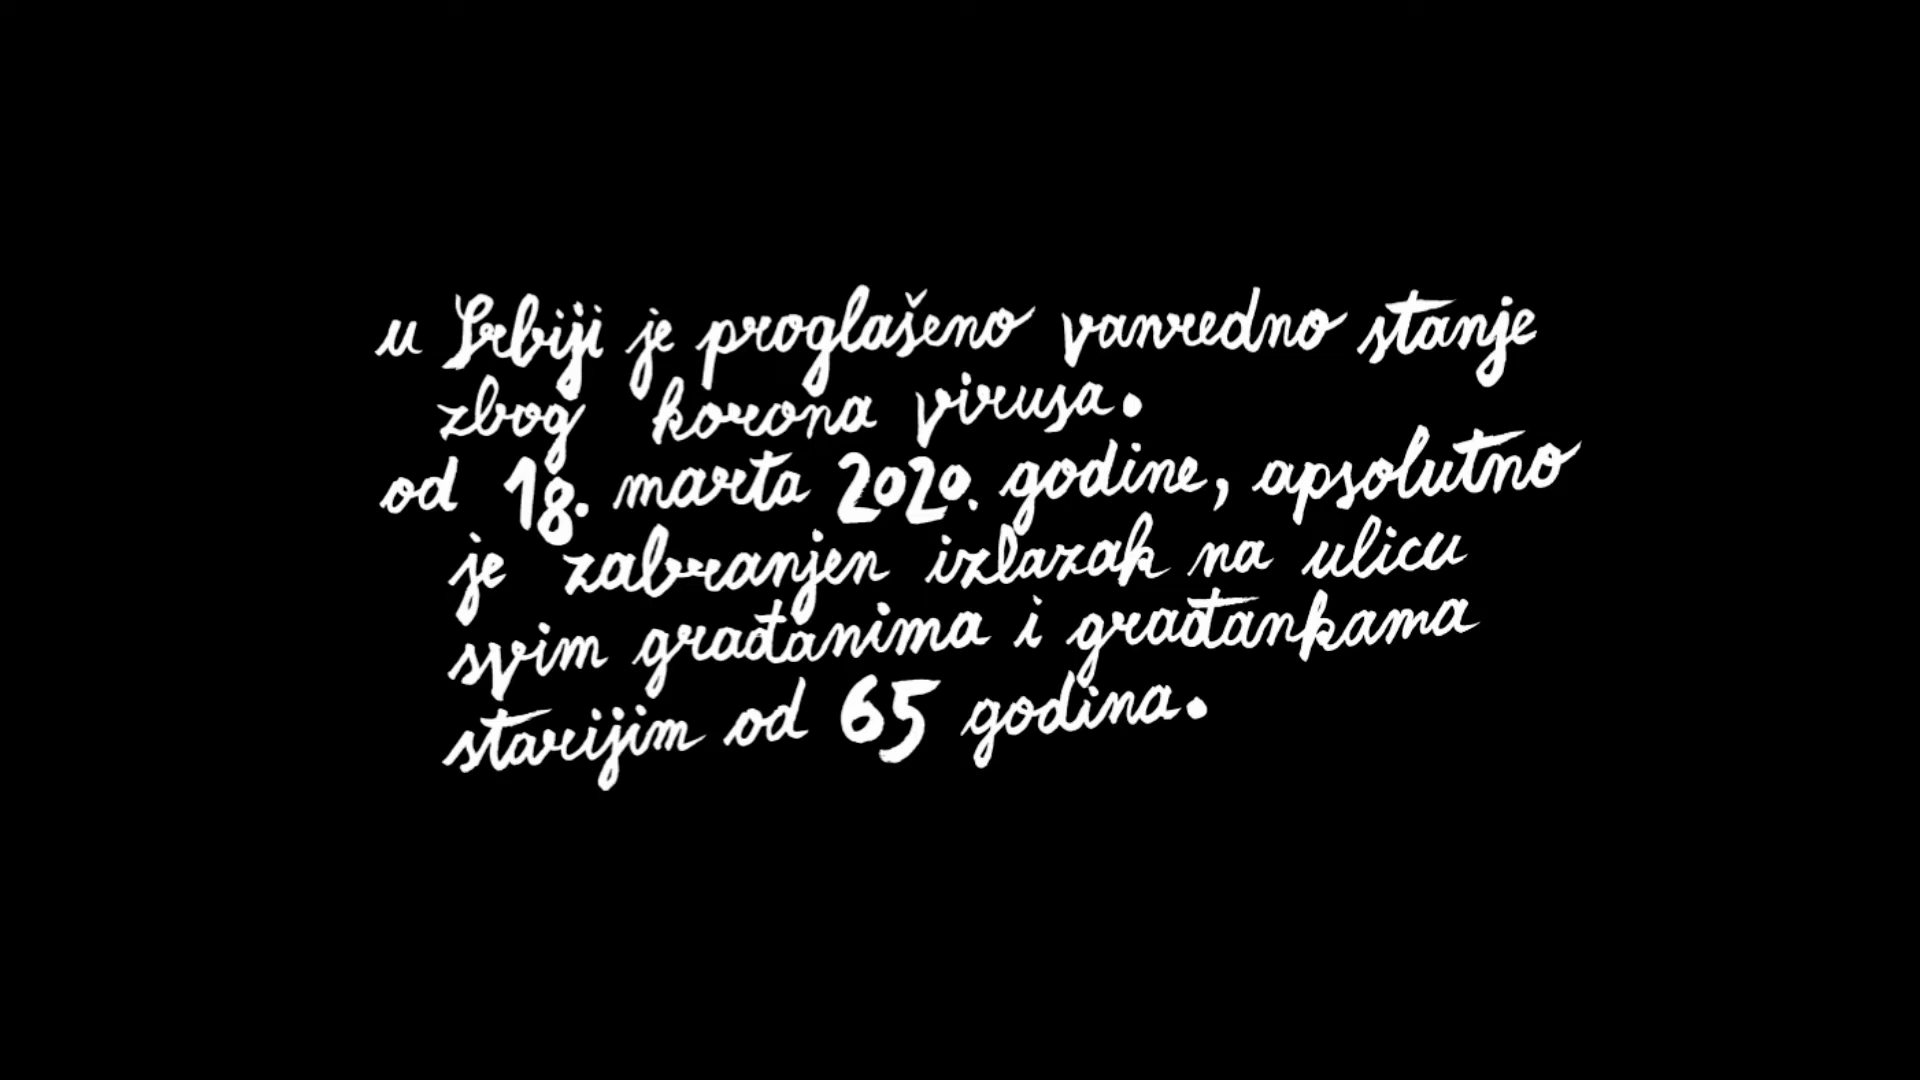 u Srbiji je proglašeno vanredno stanje
zbog korona virusa.
od 18. marta 2020. godine, apsolutno
je zabranjen izlazak na ulicu
svim građanima i građankama
starijim od 65 godina.